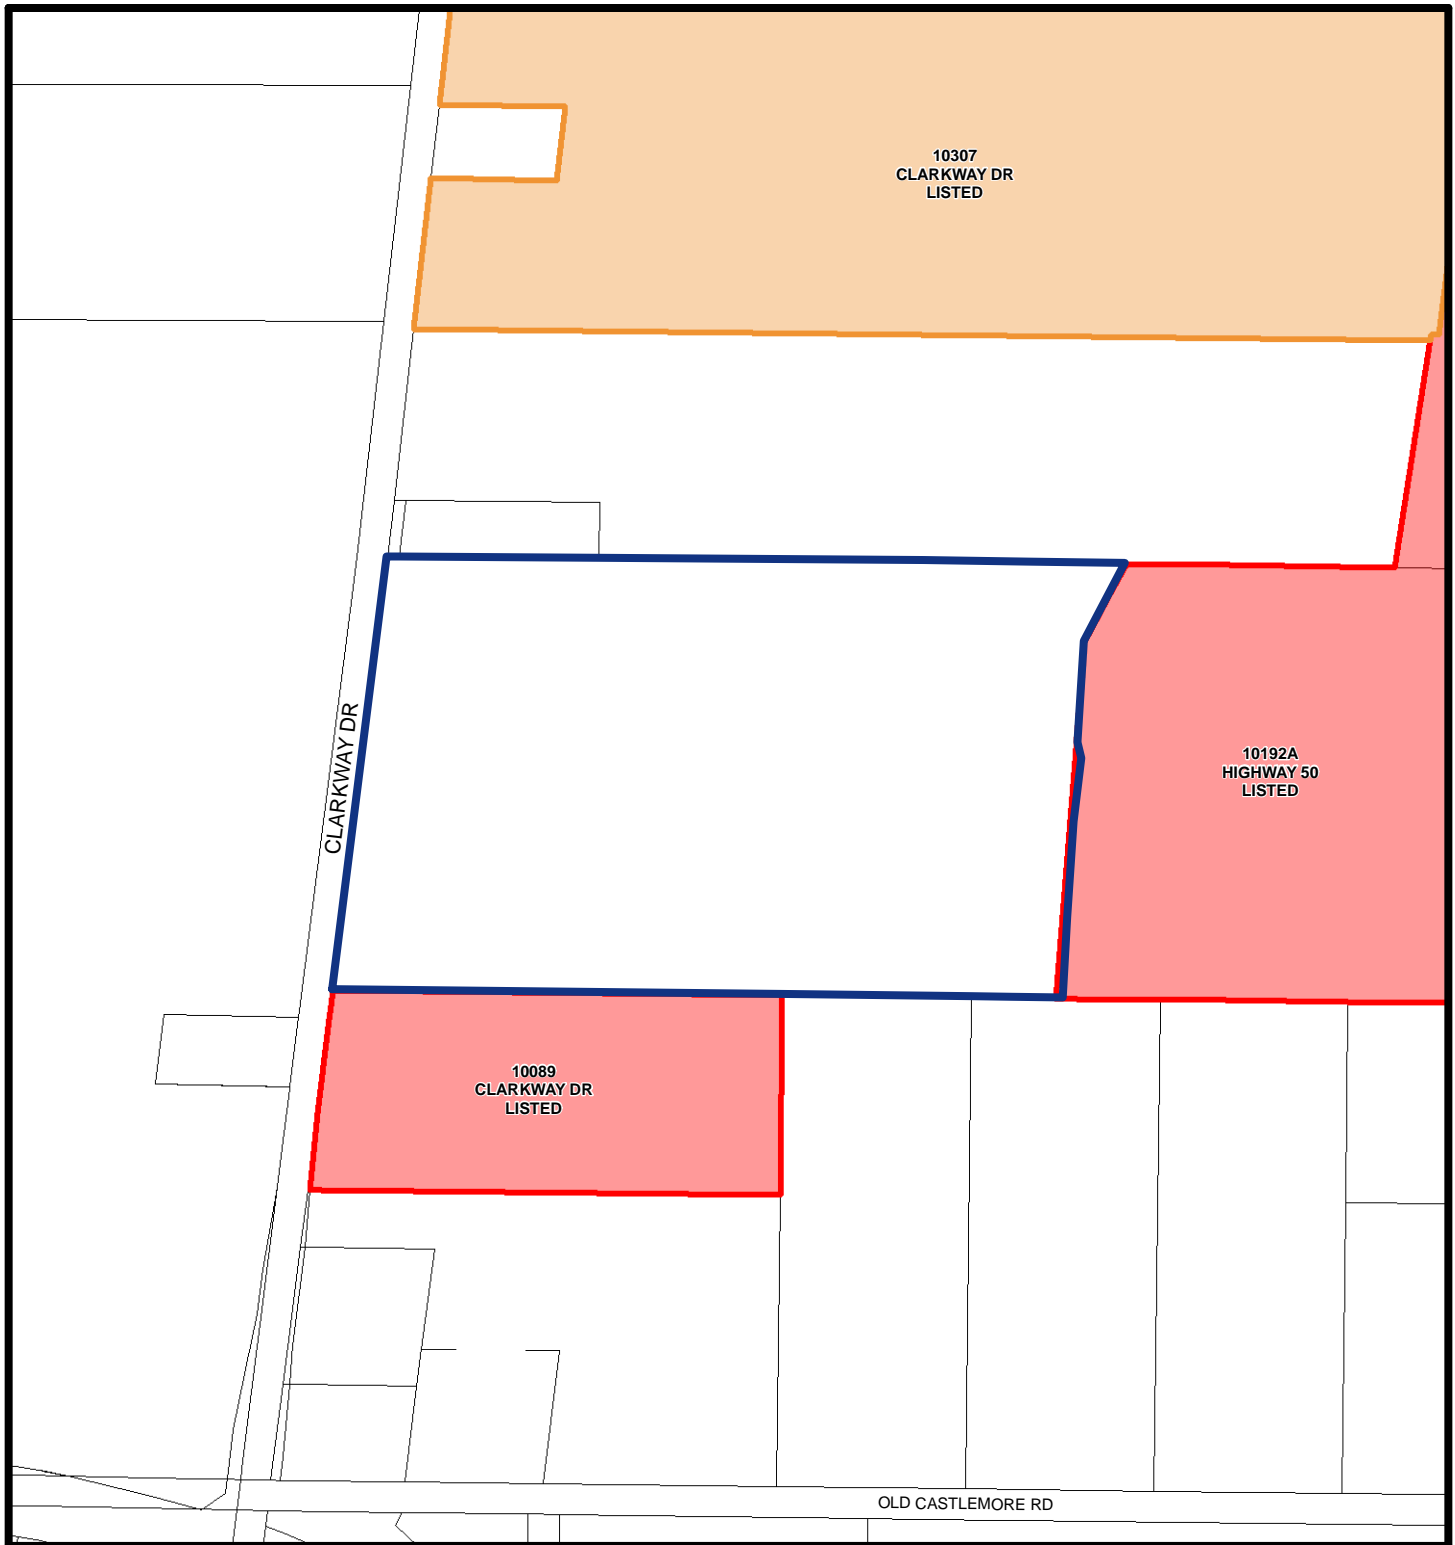 10307
CLARKWAY DR
LISTED
CLARKWAY DR
10192A
HIGHWAY 50
LISTED
10089
CLARKWAY DR
LISTED
OLD CASTLEMORE RD